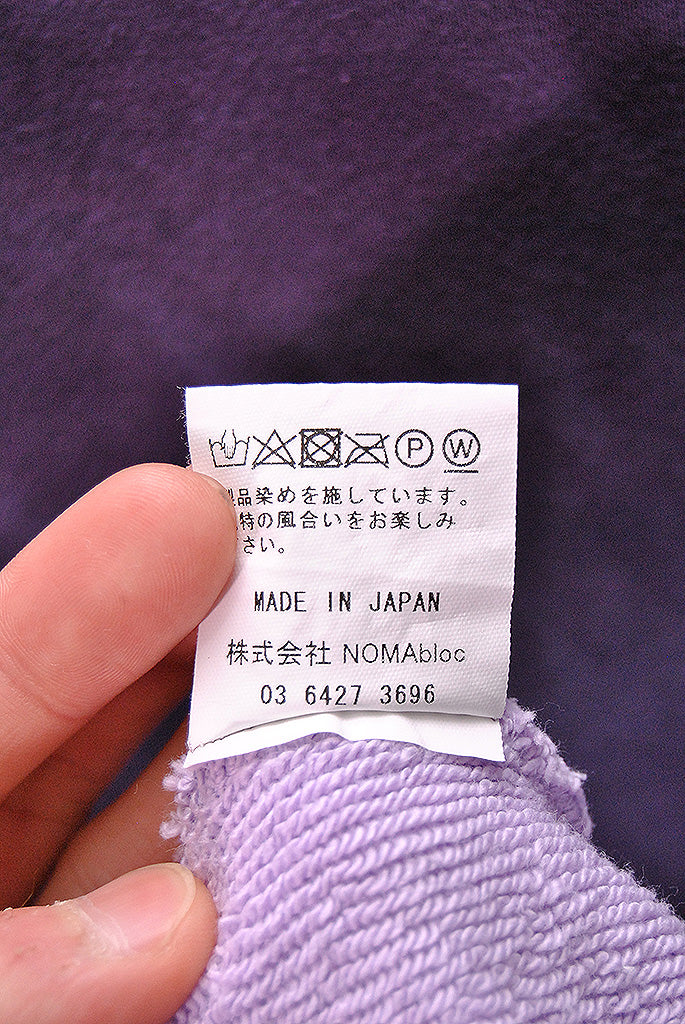 P W
品染めを施しています。
特の風合いをお楽しみ
さい。
MADE IN JAPAN
株式会社 NOMAbloc
03 6427 3696